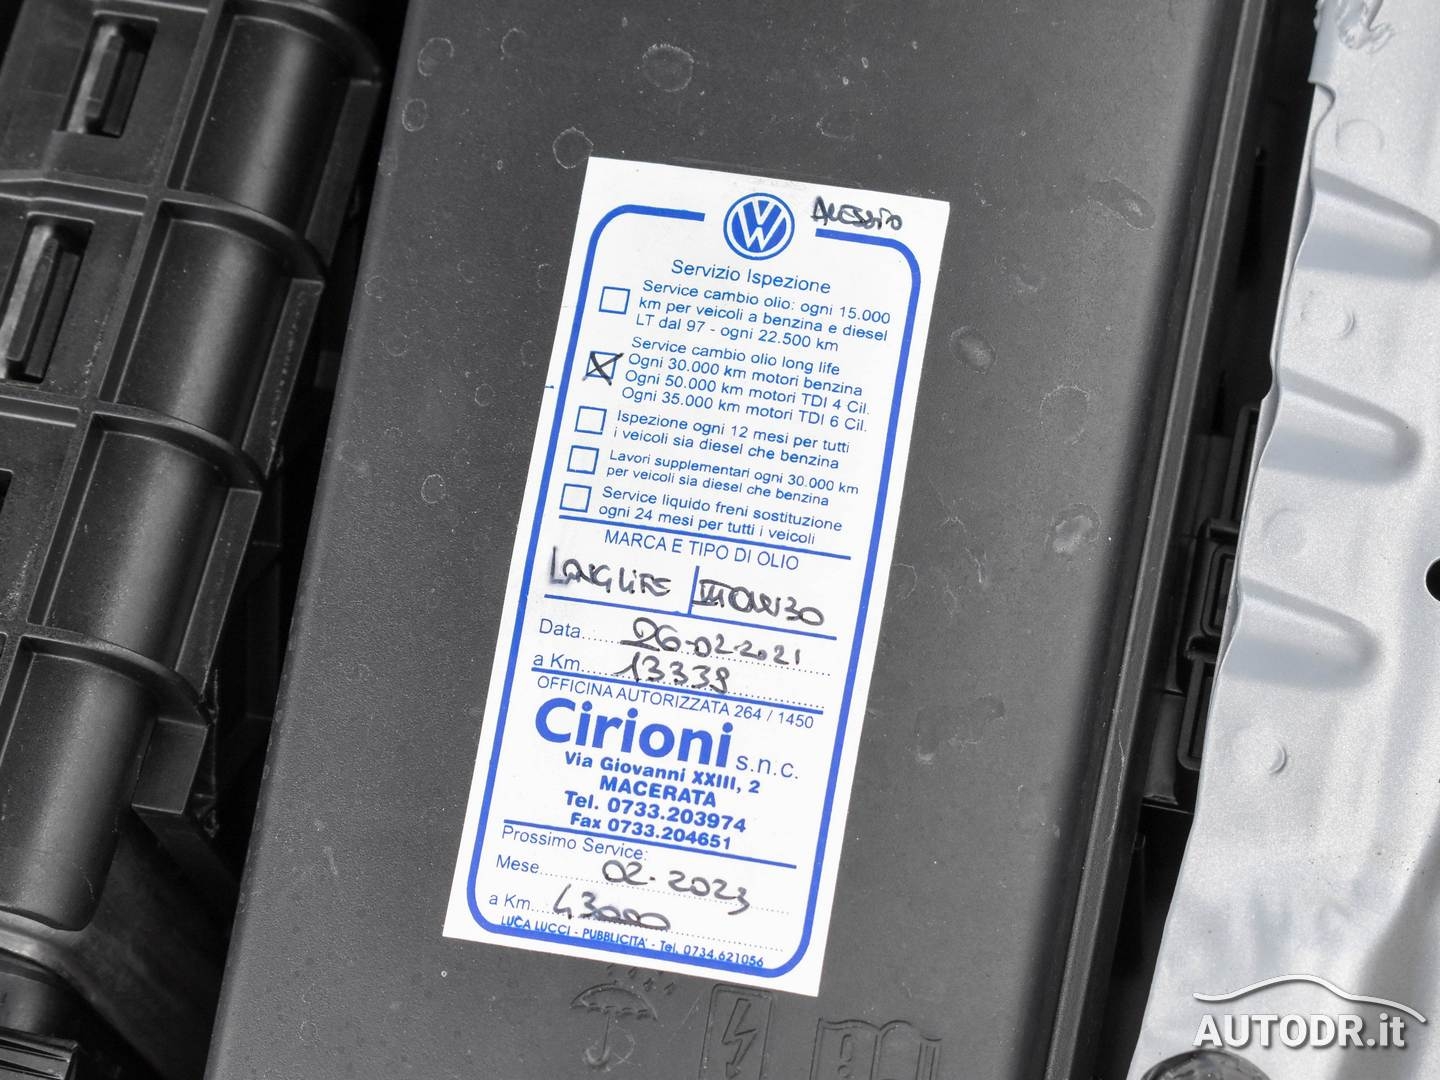 ALESSIO
Servizio Ispezione
Service cambio olio: ogni 15.000
km per veicoli a benzina e diesel
LT dal 97 - ogni 22.500 km
Service cambio olio long life
Ogni 30.000 km motori benzina
Ogni 50.000 km motori TDI 4 Cil.
Ogni 35.000 km motori TDI 6 Cil.
Ispezione ogni 12 mesi per tutti
i veicoli sia diesel che benzina
Lavori supplementari ogni 30.000 km
per veicoli sia diesel che benzina
Service liquido freni sostituzione
ogni 24 mesi per tutti i veicoli
MARCA E TIPO DI OLIO
LONG LIFE III 0W30
Data......26-02-2021
a Km......13339
OFFICINA AUTORIZZATA 264 / 1450
Cirioni s.n.c.
Via Giovanni XXIII, 2
MACERATA
Tel. 0733.203974
Fax 0733.204651
Prossimo Service:
Mese......02-2023
a Km......43000
LUCA LUCCI - PUBBLICITA' - Tel. 0734.621056
AUTODR.it